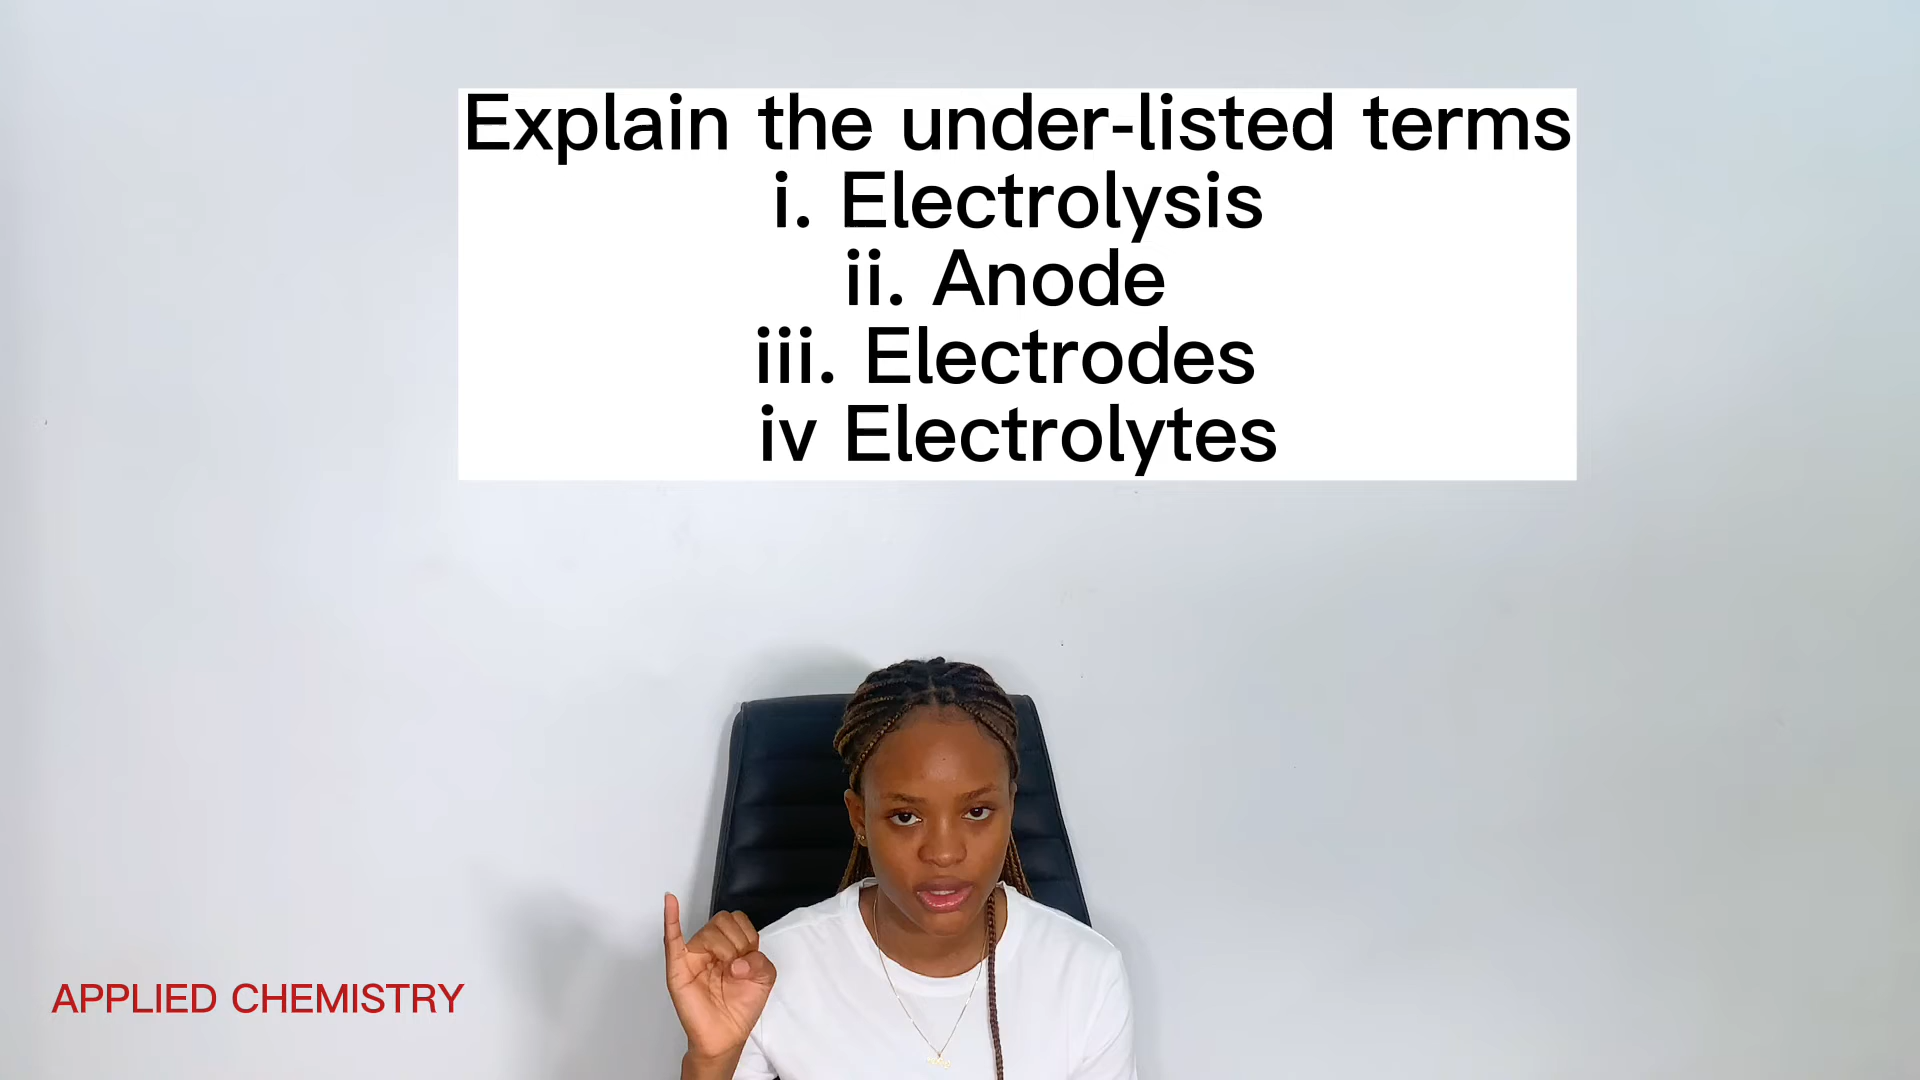 Explain the under-listed terms
i. Electrolysis
ii. Anode
iii. Electrodes
iv Electrolytes
APPLIED CHEMISTRY